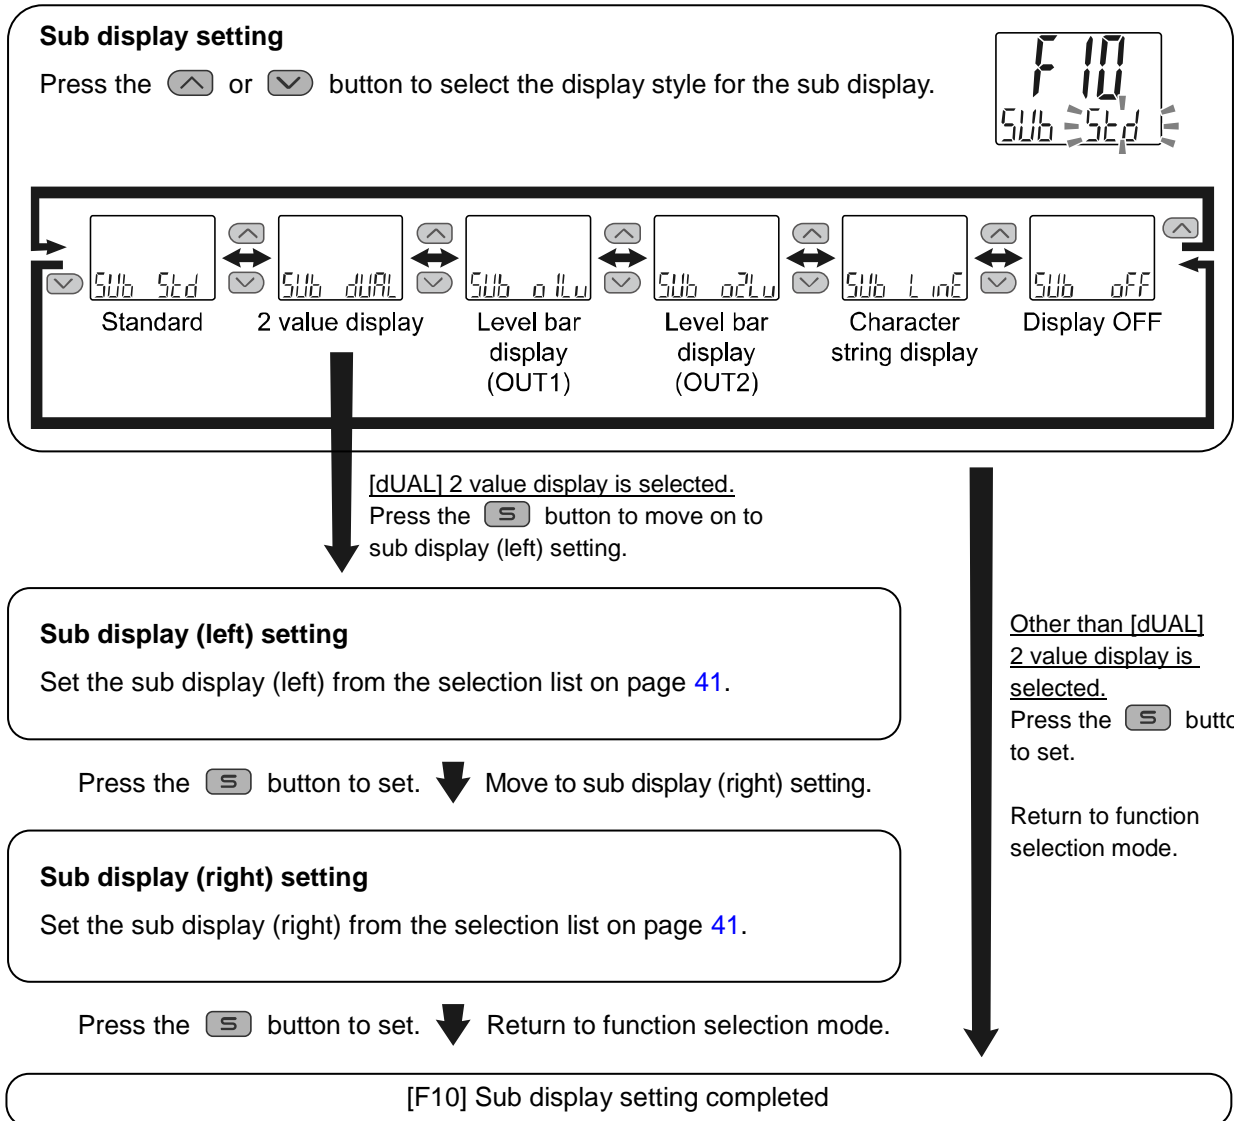 Sub display setting
Press the or button to select the display style for the sub display.
F 10
SUb Std
SUb Std
SUb dUAL
SUb o1Lu
SUb o2Lu
SUb LinE
SUb oFF
Standard
2 value display
Level bar
display
(OUT1)
Level bar
display
(OUT2)
Character
string display
Display OFF
[dUAL] 2 value display is selected.
Press the S button to move on to
sub display (left) setting.
Sub display (left) setting
Set the sub display (left) from the selection list on page 41.
Other than [dUAL]
2 value display is
selected.
Press the S butto
to set.
Return to function
selection mode.
Press the S button to set. Move to sub display (right) setting.
Sub display (right) setting
Set the sub display (right) from the selection list on page 41.
Press the S button to set. Return to function selection mode.
[F10] Sub display setting completed